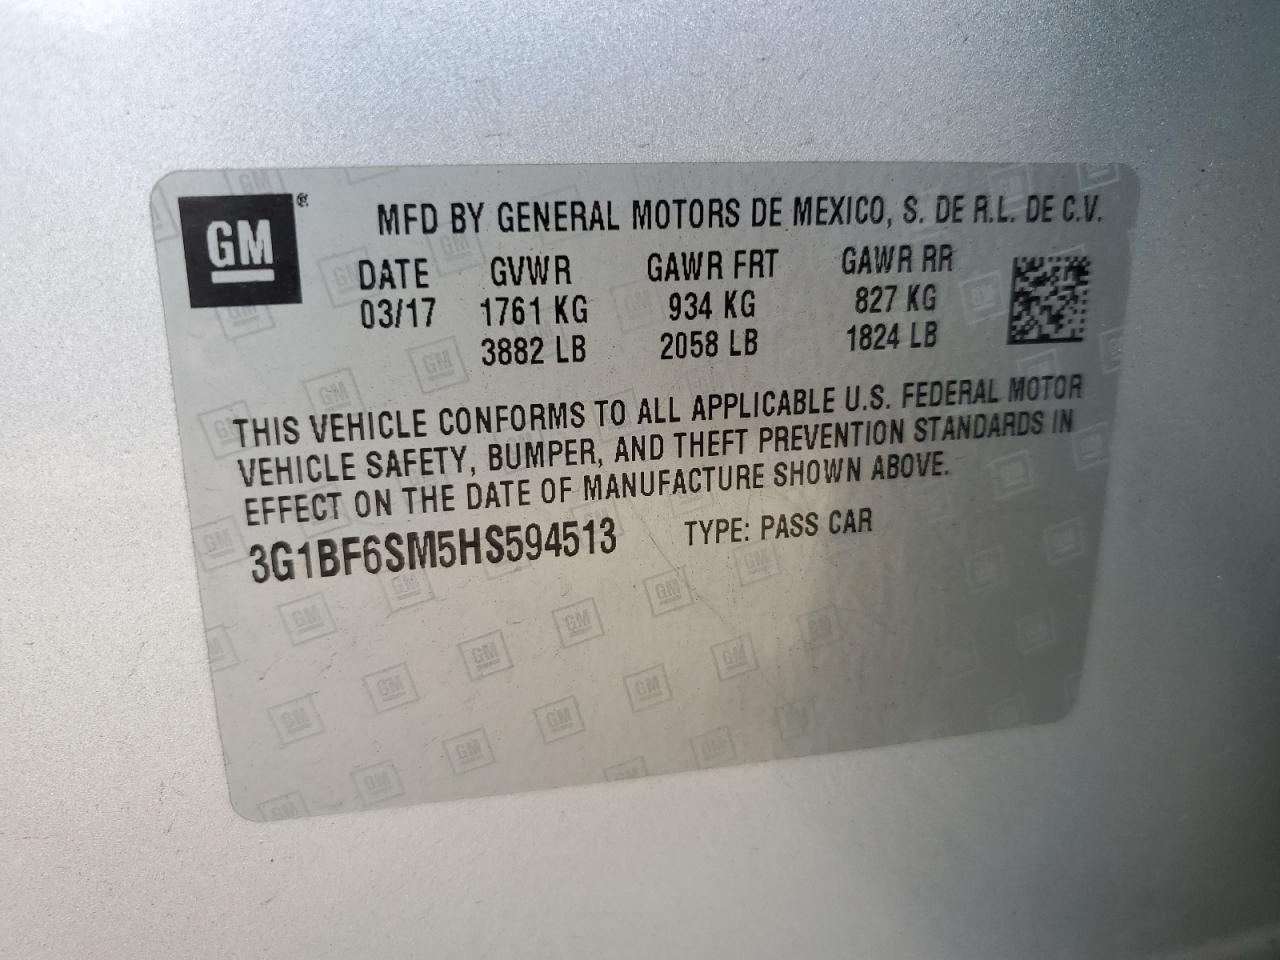 GM ® MFD BY GENERAL MOTORS DE MEXICO, S. DE R.L. DE C.V.
DATE GVWR GAWR FRT GAWR RR
03/17 1761 KG 934 KG 827 KG
3882 LB 2058 LB 1824 LB
THIS VEHICLE CONFORMS TO ALL APPLICABLE U.S. FEDERAL MOTOR
VEHICLE SAFETY, BUMPER, AND THEFT PREVENTION STANDARDS IN
EFFECT ON THE DATE OF MANUFACTURE SHOWN ABOVE.
3G1BF6SM5HS594513 TYPE: PASS CAR